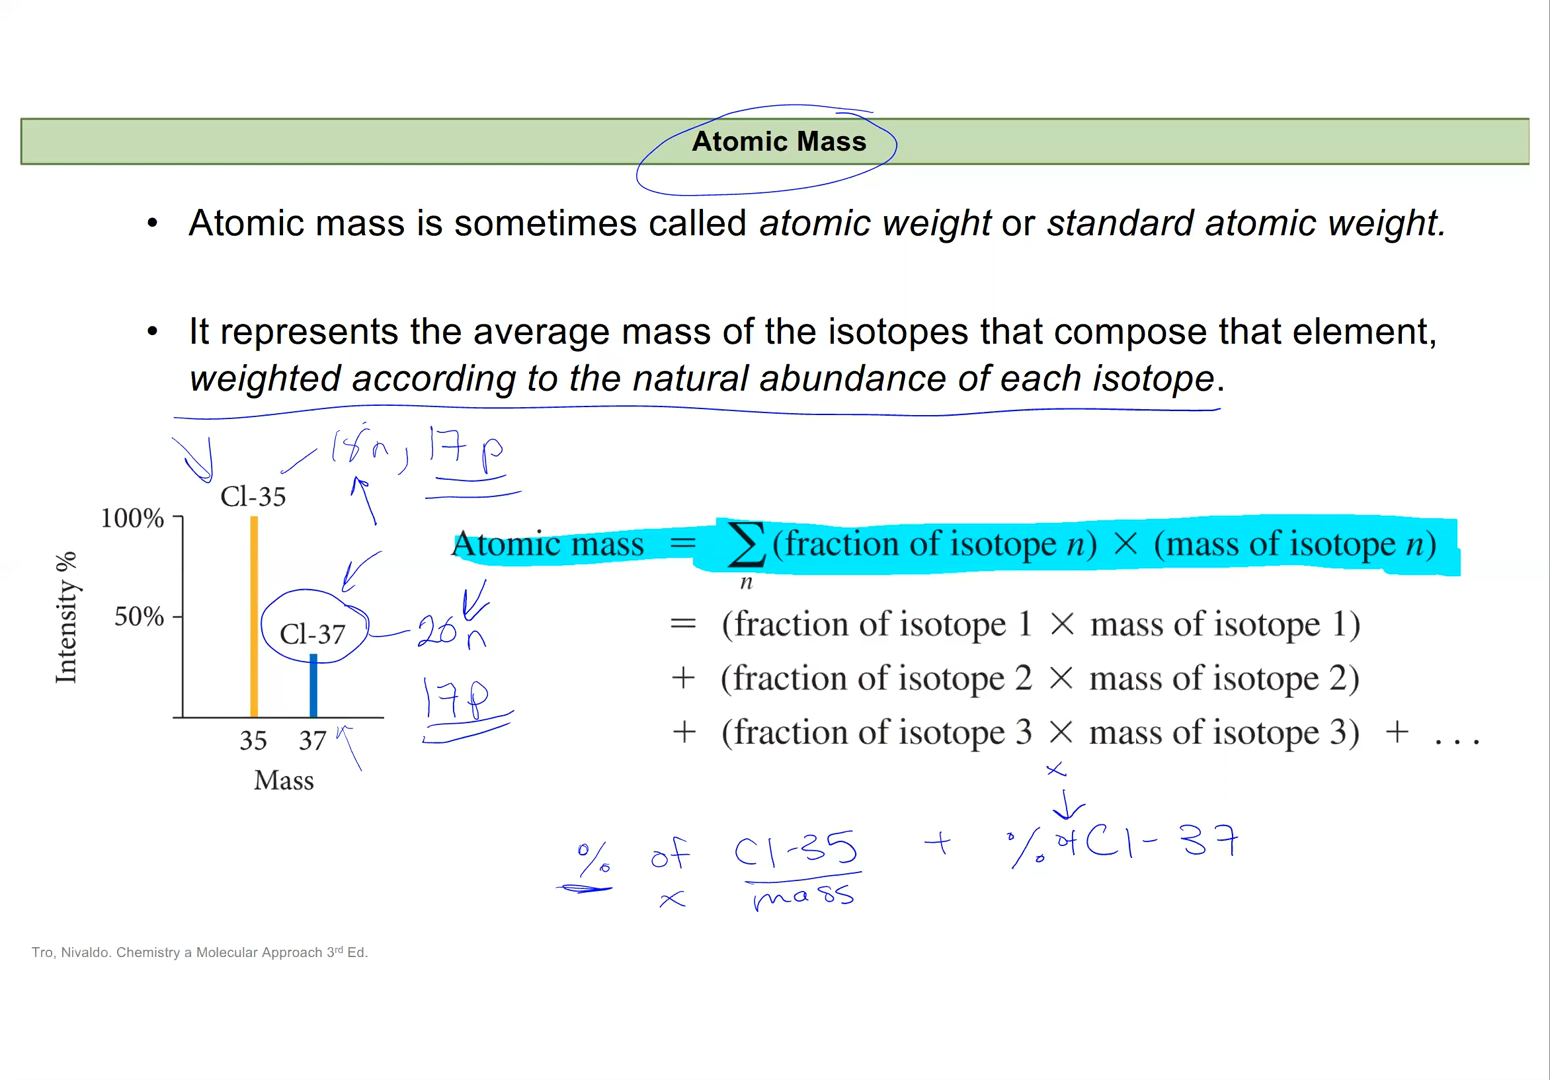 Atomic Mass
• Atomic mass is sometimes called atomic weight or standard atomic weight.
• It represents the average mass of the isotopes that compose that element,
weighted according to the natural abundance of each isotope.
18n, 17p
Cl-35
100%
50%
Intensity %
Cl-37
20n
17p
35 37
Mass
Atomic mass = ∑ (fraction of isotope n) × (mass of isotope n)
n
= (fraction of isotope 1 × mass of isotope 1)
+ (fraction of isotope 2 × mass of isotope 2)
+ (fraction of isotope 3 × mass of isotope 3) + ...
x
% of Cl-35 + % of Cl-37
x mass
Tro, Nivaldo. Chemistry a Molecular Approach 3rd Ed.